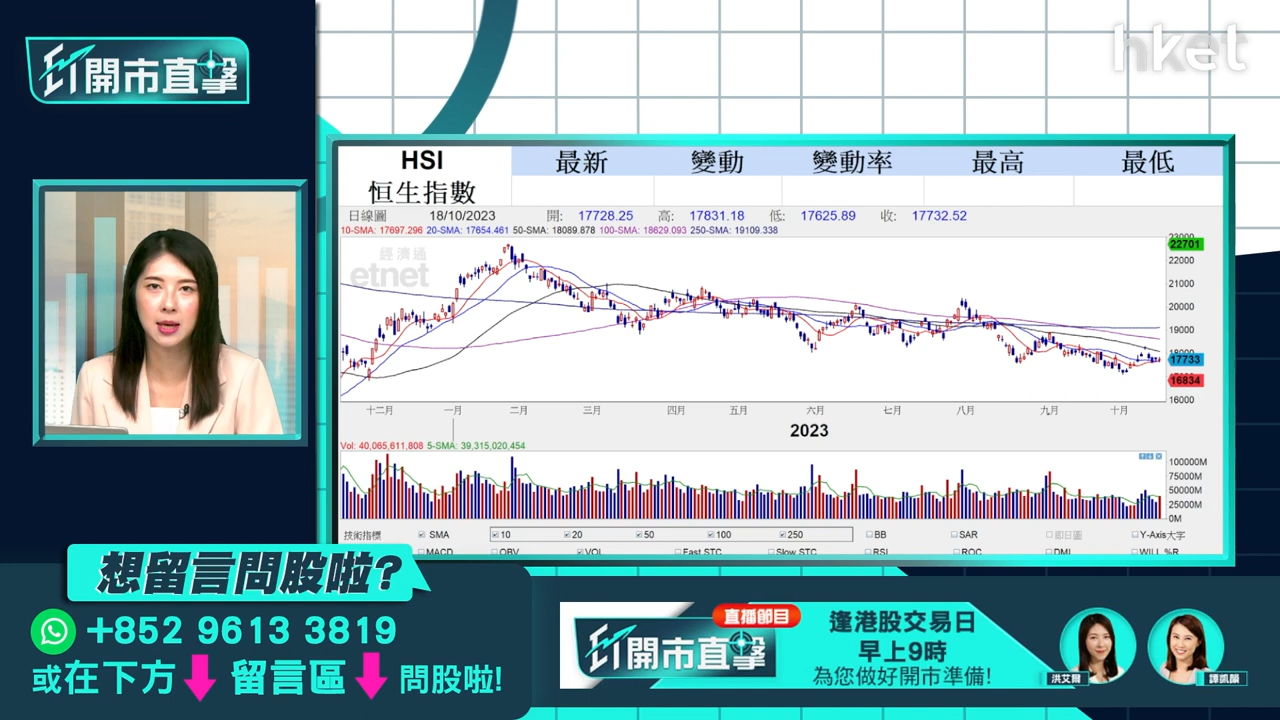 ET開市直擊
hket
HSI
恒生指數
最新
變動
變動率
最高
最低
日線圖 18/10/2023 開: 17728.25 高: 17831.18 低: 17625.89 收: 17732.52
10-SMA: 17697.296 20-SMA: 17654.461 50-SMA: 18089.878 100-SMA: 18629.093 250-SMA: 19109.338
經濟通
etnet
23000
22701
22000
21000
20000
19000
18000
17733
16834
16000
十二月 一月 二月 三月 四月 五月 六月 七月 八月 九月 十月
2023
Vol: 40,065,611,808 5-SMA: 39,315,020,454
100000M
75000M
50000M
25000M
0M
技術指標 SMA 10 20 50 100 250 BB SAR 即日圖 Y-Axis大字
MACD OBV VOL Fast STC Slow STC RSI ROC DMI WILL %R
想留言問股啦?
+852 9613 3819
或在下方 留言區 問股啦!
直播節目
ET開市直擊
逢港股交易日
早上9時
為您做好開市準備!
洪艾爾
譚凱韻